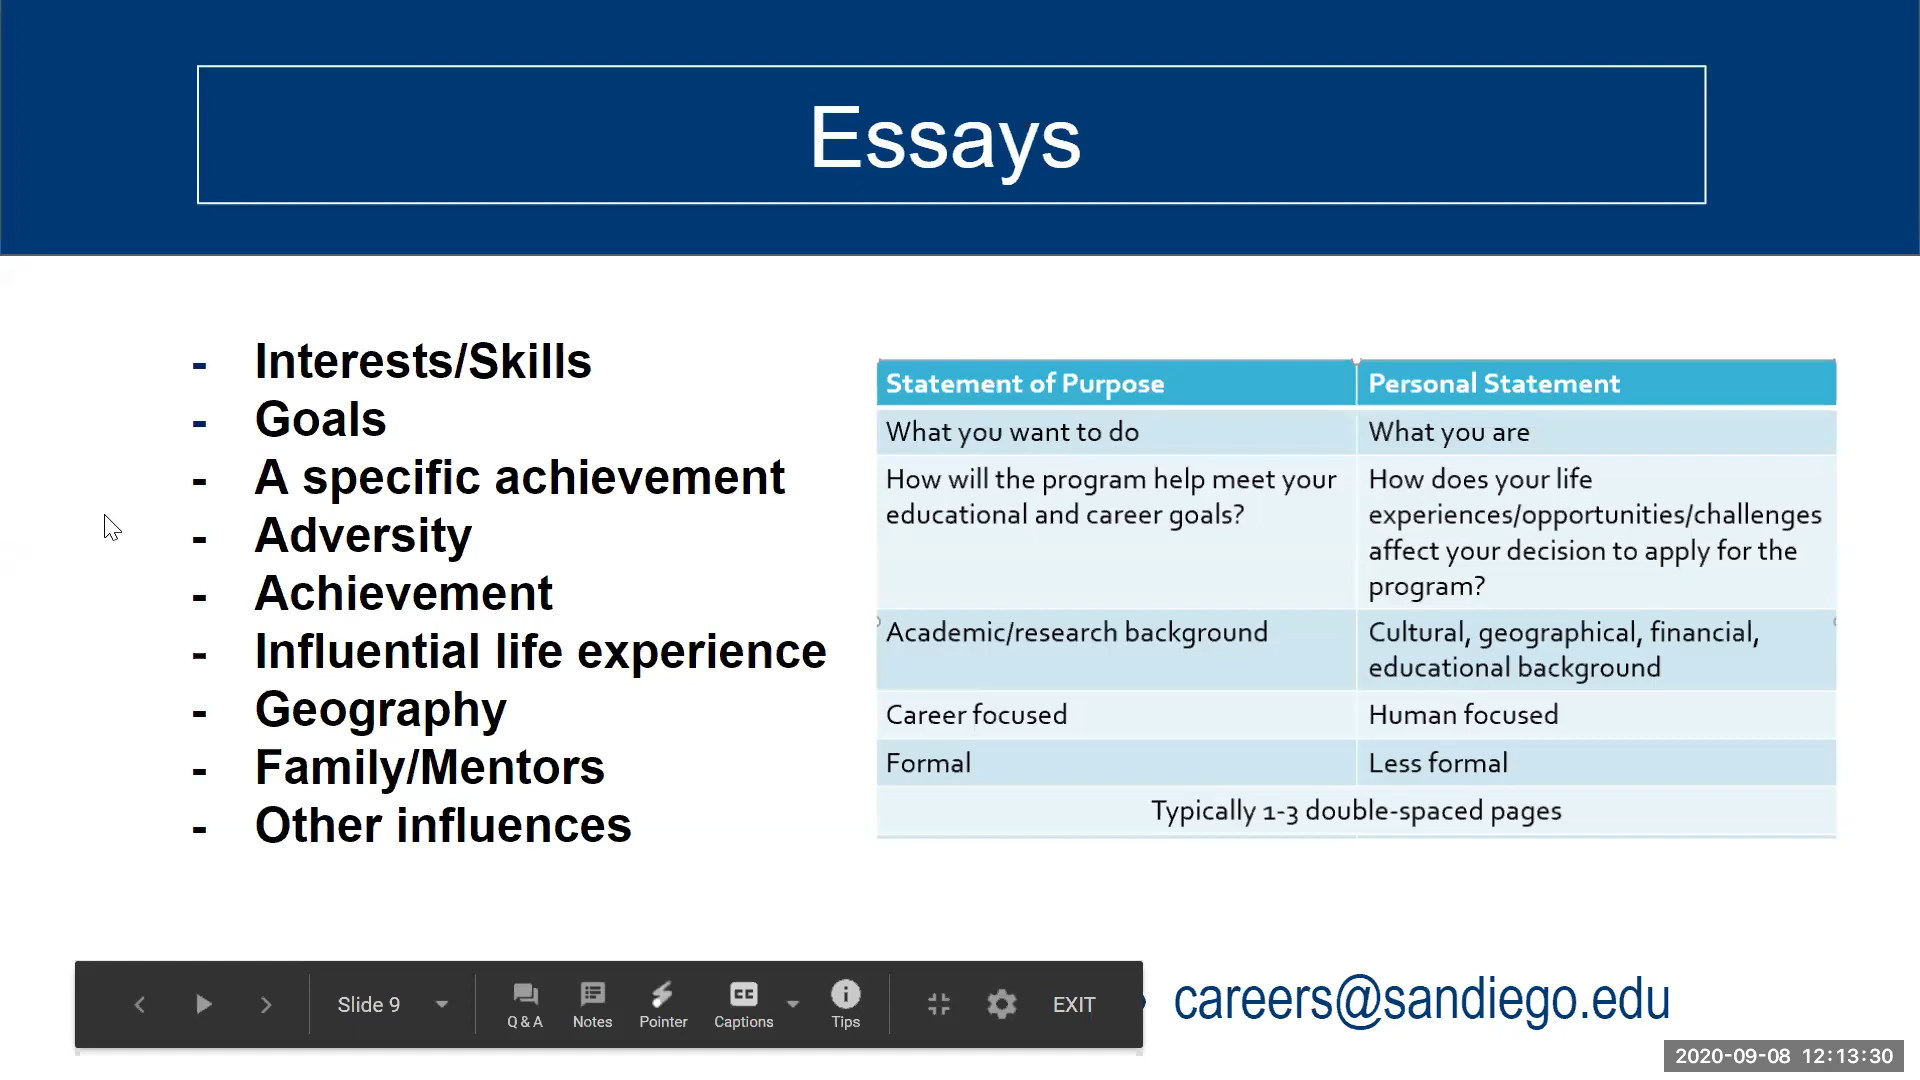 Essays
- Interests/Skills
- Goals
- A specific achievement
- Adversity
- Achievement
- Influential life experience
- Geography
- Family/Mentors
- Other influences
Statement of Purpose
Personal Statement
What you want to do
What you are
How will the program help meet your
educational and career goals?
How does your life
experiences/opportunities/challenges
affect your decision to apply for the
program?
Academic/research background
Cultural, geographical, financial,
educational background
Career focused
Human focused
Formal
Less formal
Typically 1-3 double-spaced pages
Slide 9
Q & A
Notes
Pointer
CC
Captions
Tips
EXIT
careers@sandiego.edu
2020-09-08 12:13:30